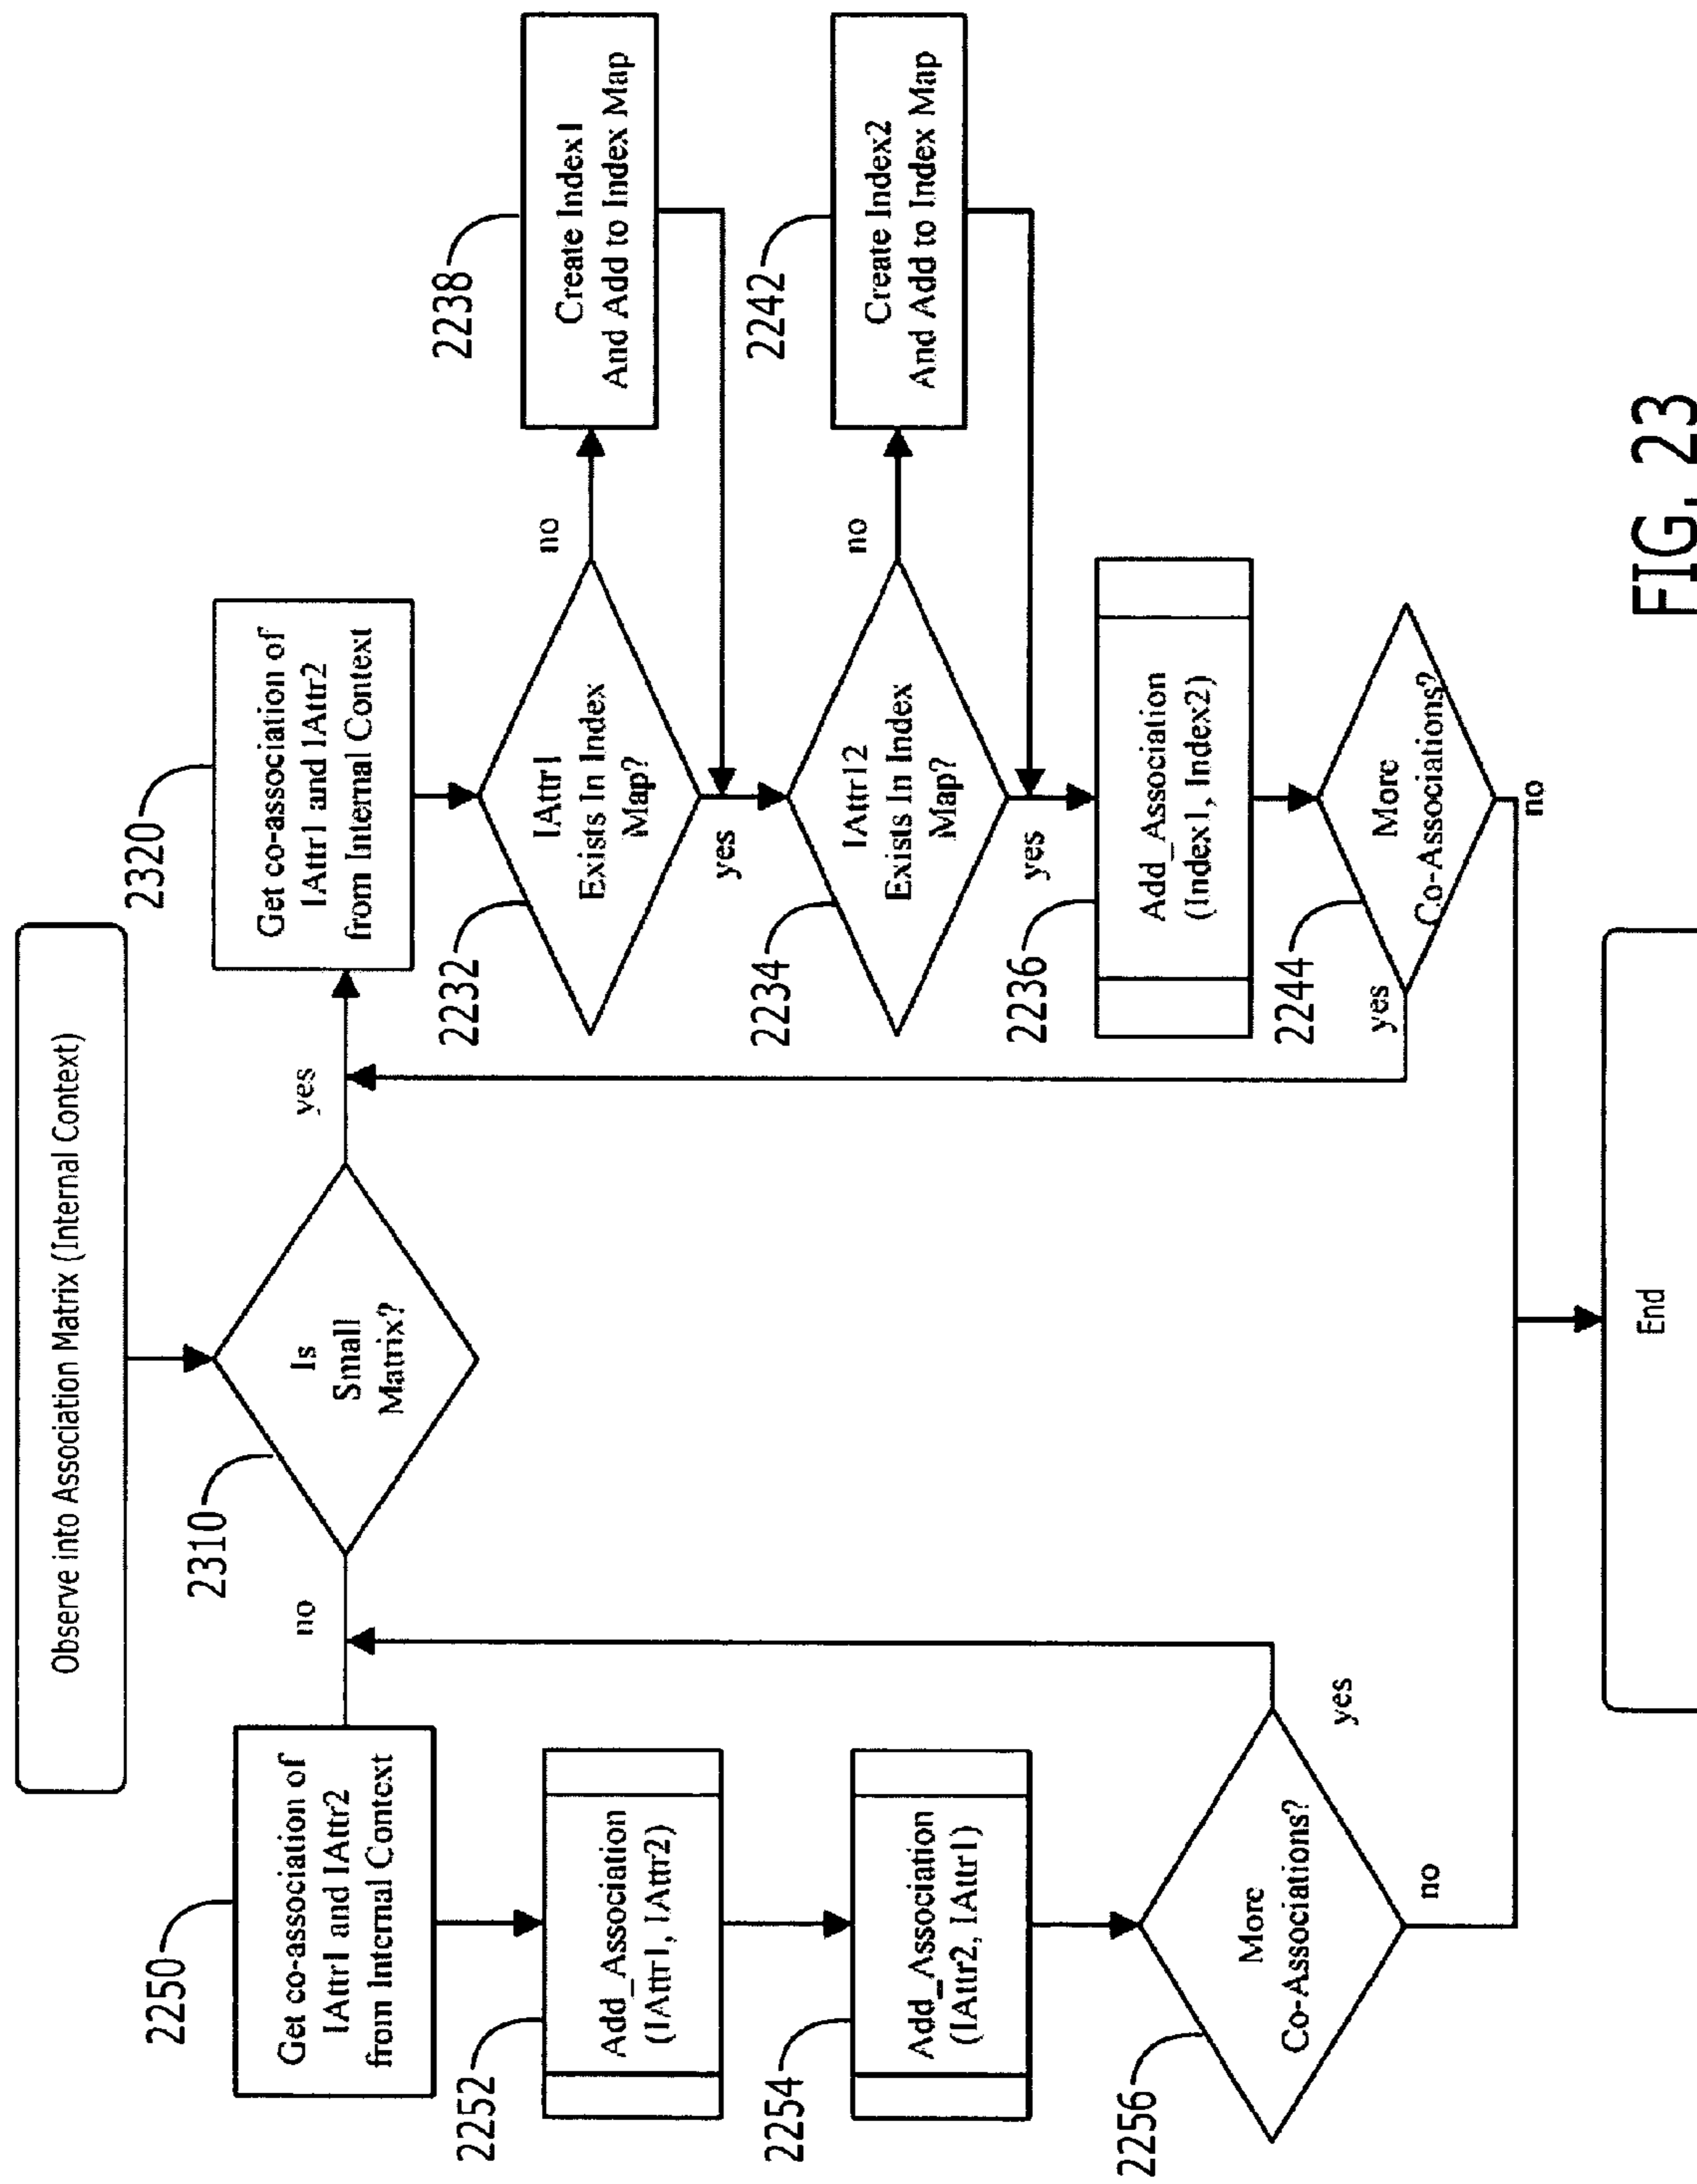 Observe into Association Matrix (Internal Context)
2310
Is
Small
Matrix?
no
yes
2250
Get co-association of
IAttr1 and IAttr2
from Internal Context
2252
Add_Association
(IAttr1, IAttr2)
2254
Add_Association
(IAttr2, IAttr1)
2256
More
Co-Associations?
yes
no
2320
Get co-association of
IAttr1 and IAttr2
from Internal Context
2232
IAttr1
Exists In Index
Map?
no
yes
2238
Create Index1
And Add to Index Map
2234
IAttr12
Exists In Index
Map?
no
yes
2242
Create Index2
And Add to Index Map
2236
Add_Association
(Index1, Index2)
2244
More
Co-Associations?
yes
no
End
FIG. 23